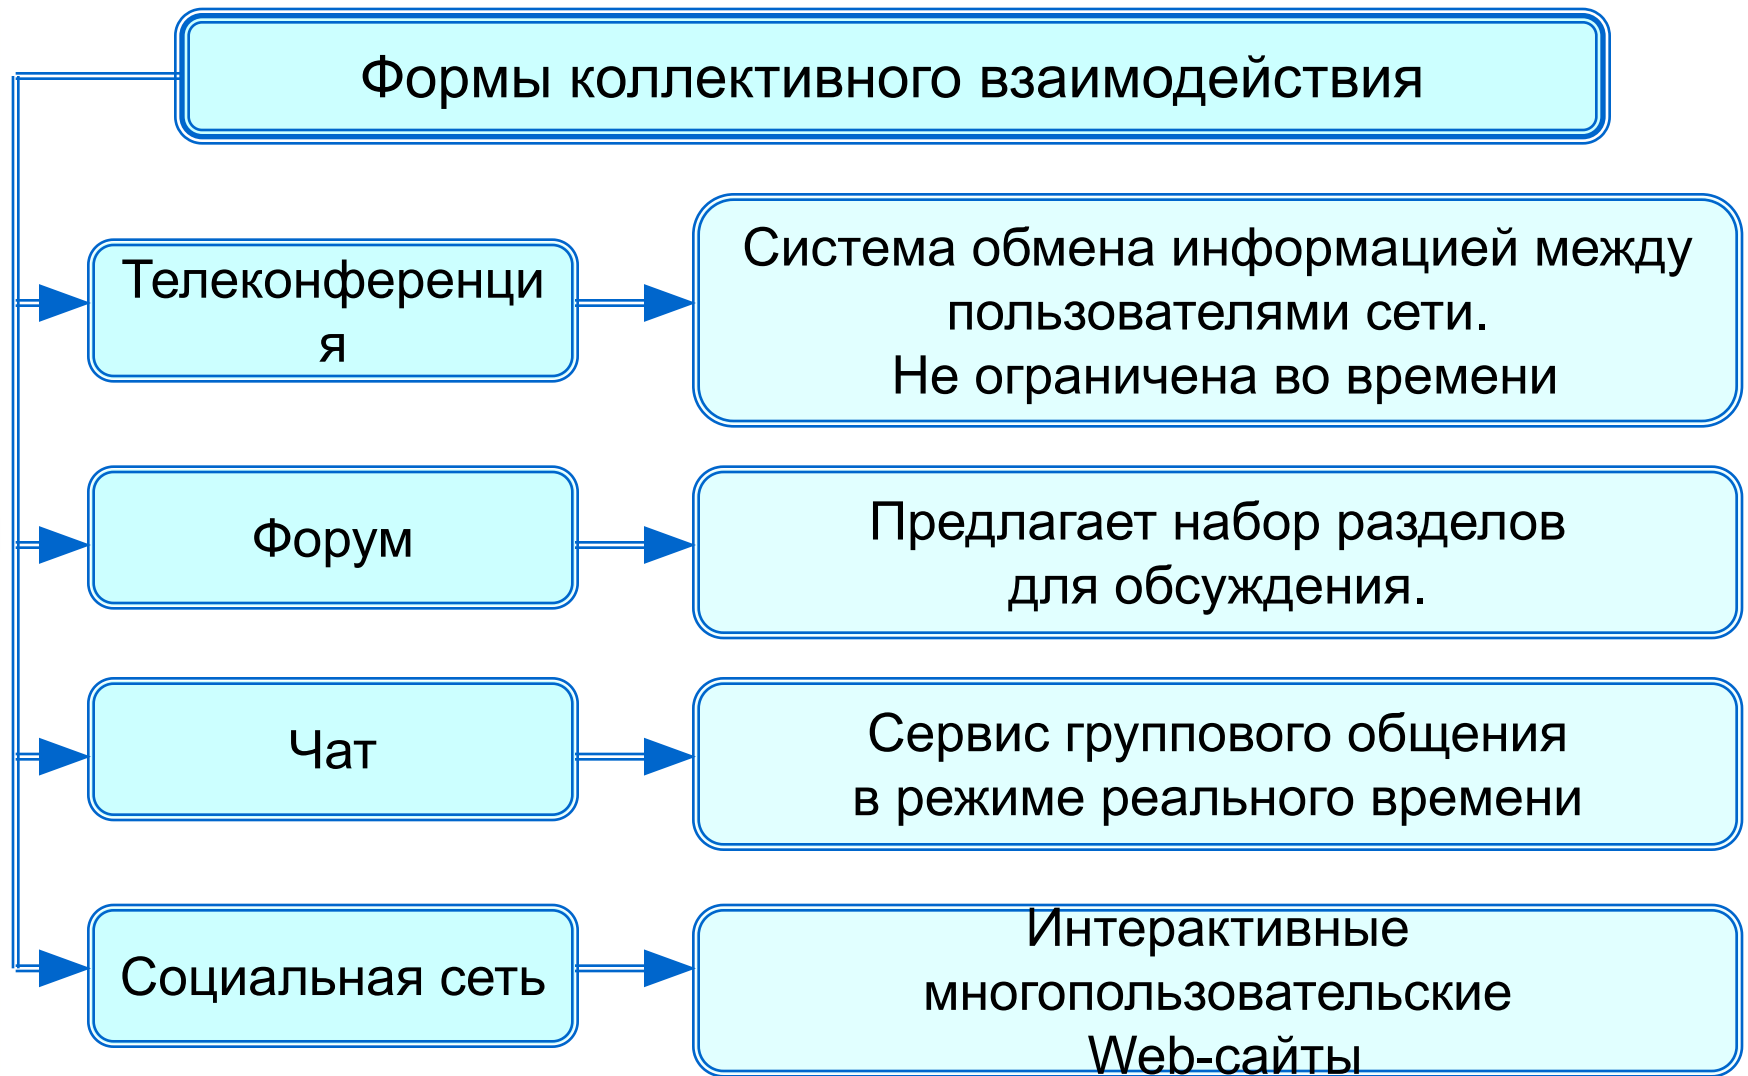 Формы коллективного взаимодействия
Телеконференци
я
Система обмена информацией между
пользователями сети.
Не ограничена во времени
Форум
Предлагает набор разделов
для обсуждения.
Чат
Сервис группового общения
в режиме реального времени
Социальная сеть
Интерактивные
многопользовательские
Web-сайты